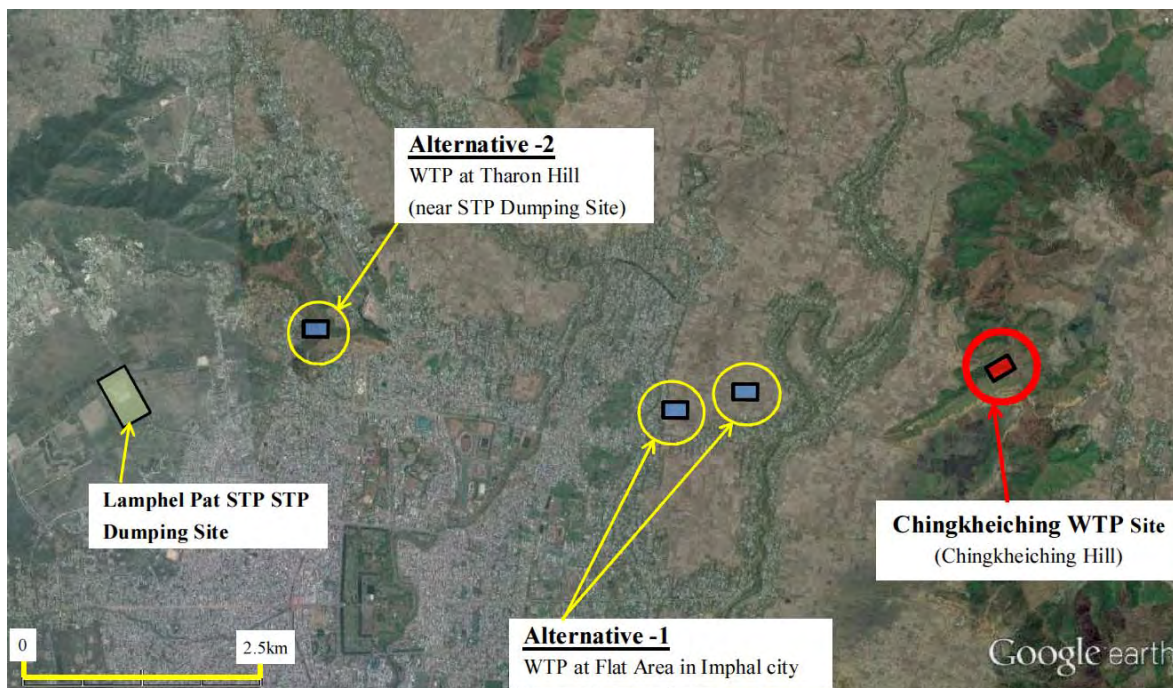 Alternative -2
WTP at Tharon Hill
(near STP Dumping Site)
Lamphel Pat STP STP
Dumping Site
Chingkheiching WTP Site
(Chingkheiching Hill)
Alternative -1
WTP at Flat Area in Imphal city
0
2.5km
Google earth